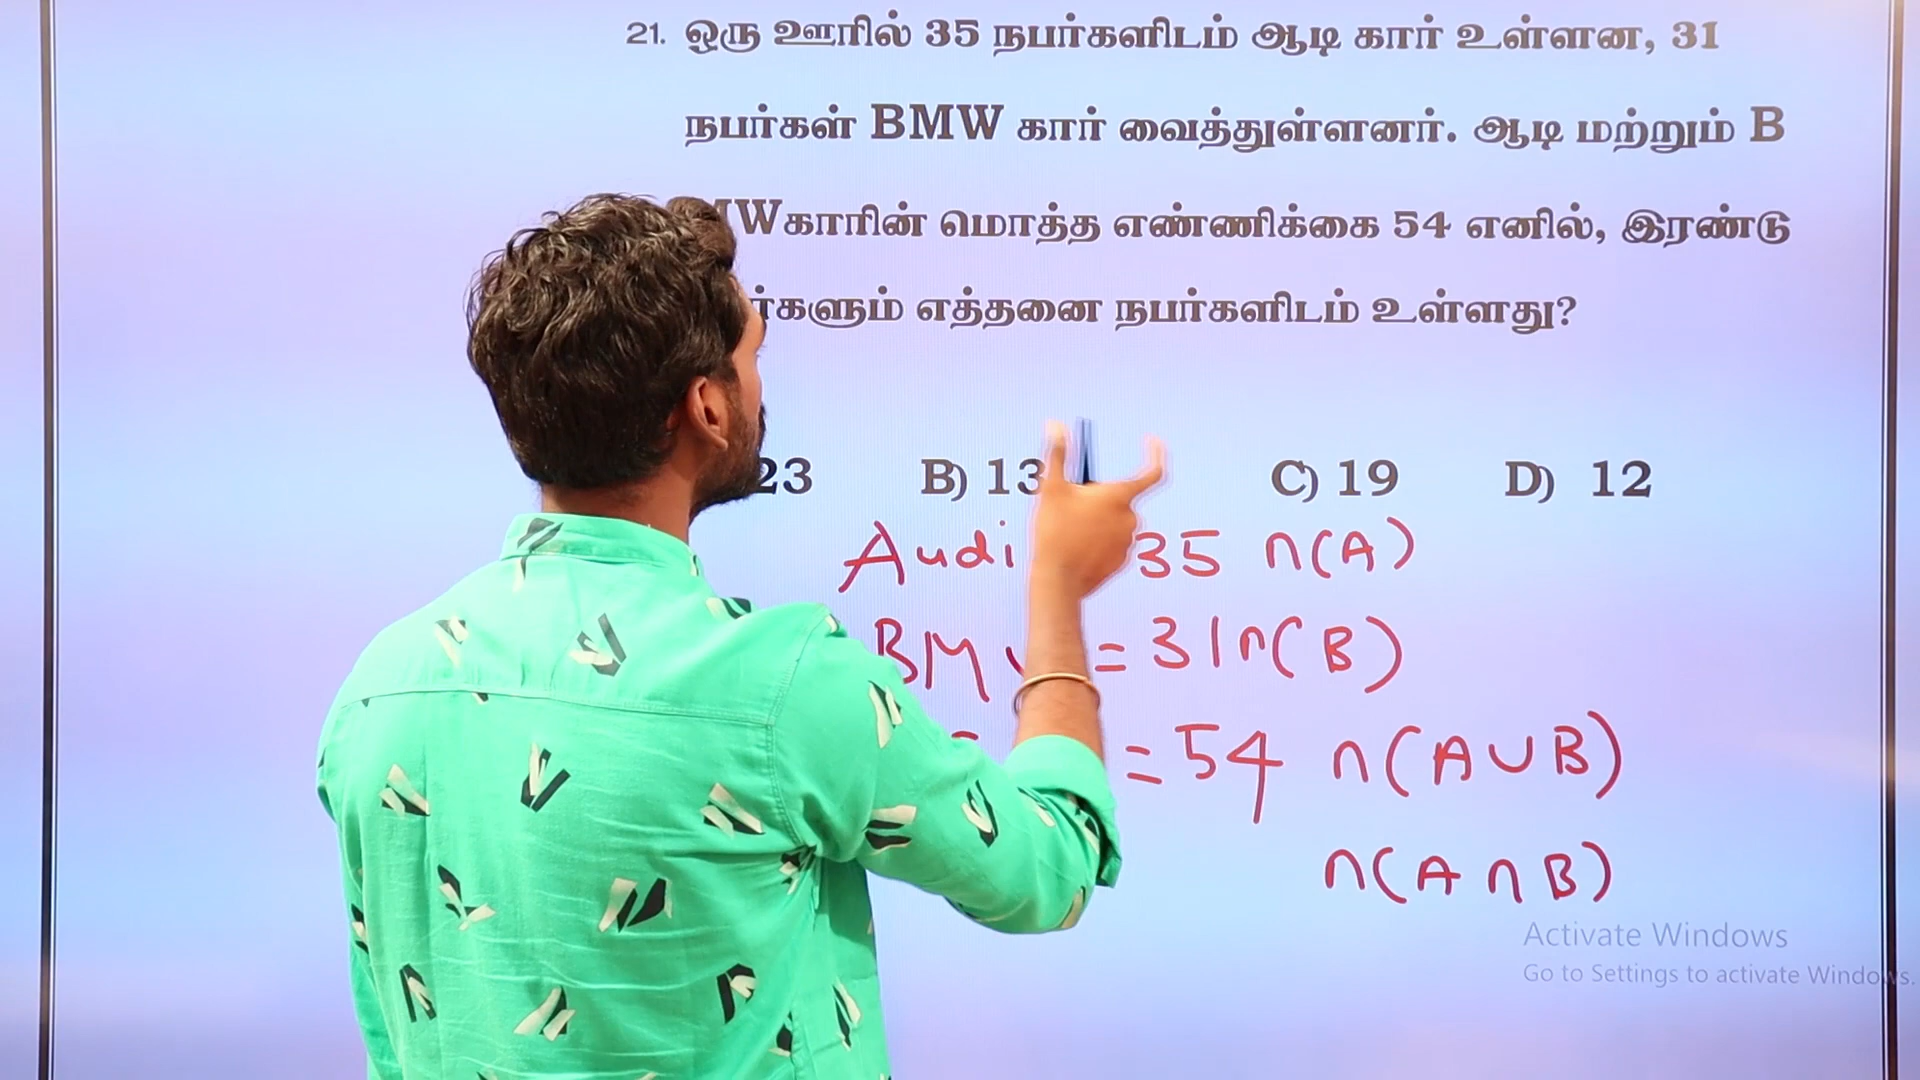 21. ஒரு ஊரில் 35 நபர்களிடம் ஆடி கார் உள்ளன, 31
நபர்கள் BMW கார் வைத்துள்ளனர். ஆடி மற்றும் B
MWகாரின் மொத்த எண்ணிக்கை 54 எனில், இரண்டு
எத்தனை நபர்களிடம் உள்ளது?
23 B) 13 C) 19 D) 12
Audi 35 n(A)
BM = 31 n(B)
= 54 n(A∪B)
n(A∩B)
Activate Windows
Go to Settings to activate Windows.